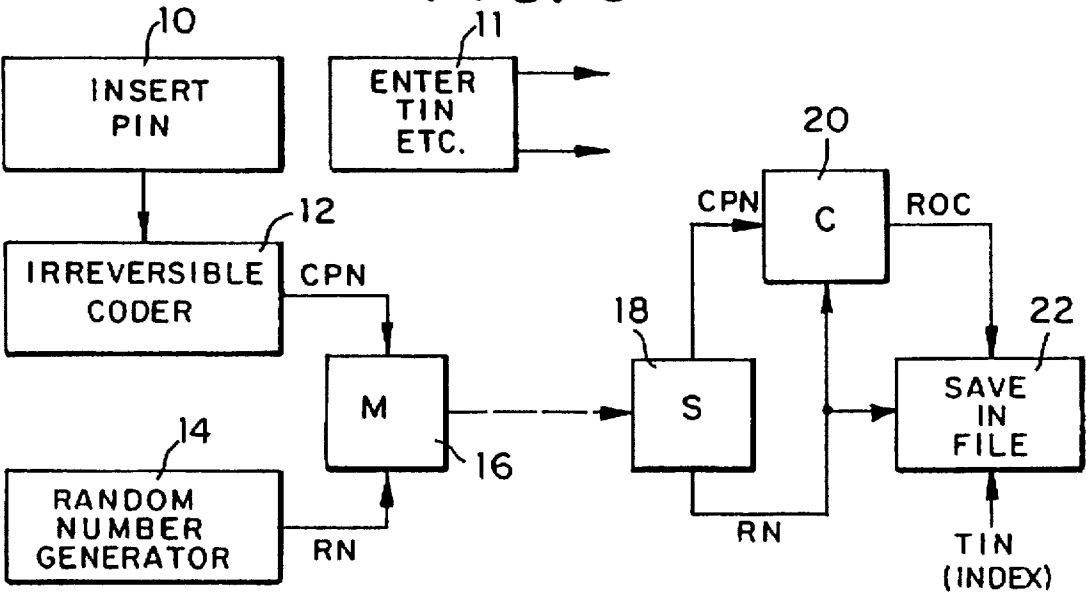 10
INSERT
PIN
11
ENTER
TIN
ETC.
12
IRREVERSIBLE
CODER
CPN
14
RANDOM
NUMBER
GENERATOR
RN
M
16
18
S
CPN
RN
20
C
ROC
22
SAVE
IN
FILE
TIN
(INDEX)